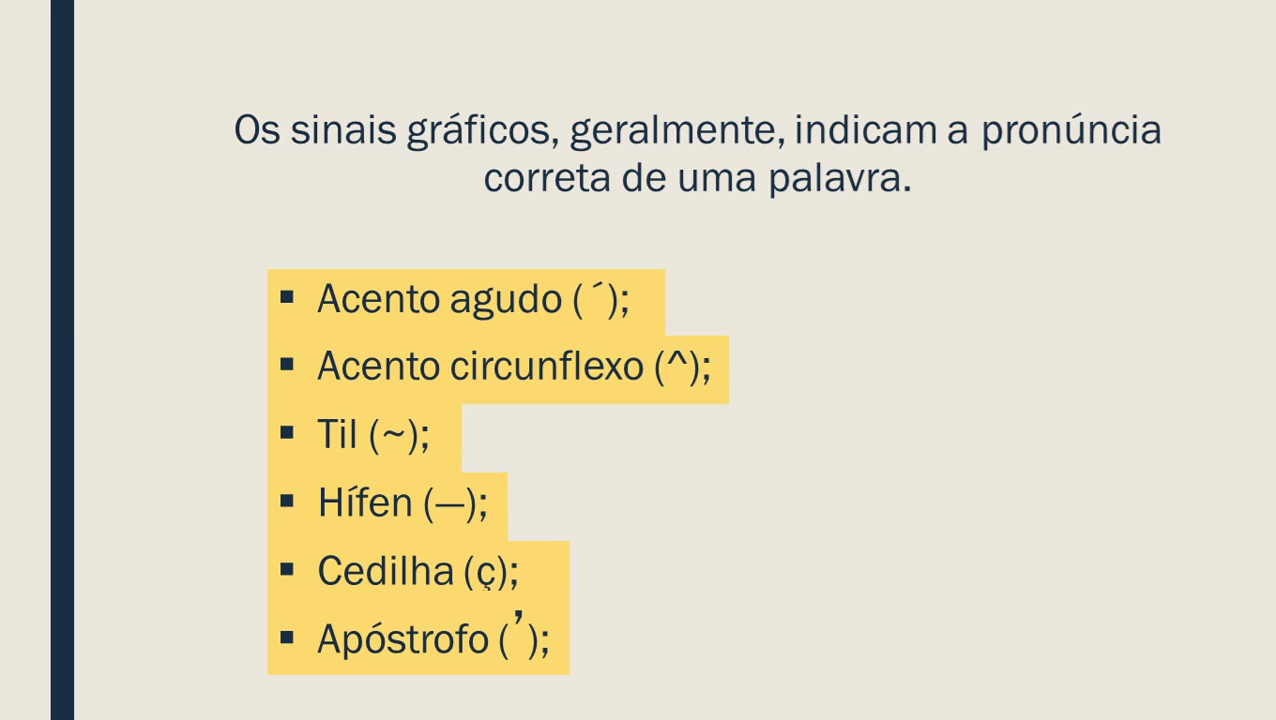 Os sinais gráficos, geralmente, indicam a pronúncia
correta de uma palavra.
▪ Acento agudo ( ´ );
▪ Acento circunflexo (^);
▪ Til (~);
▪ Hífen (—);
▪ Cedilha (ç);
▪ Apóstrofo (’);